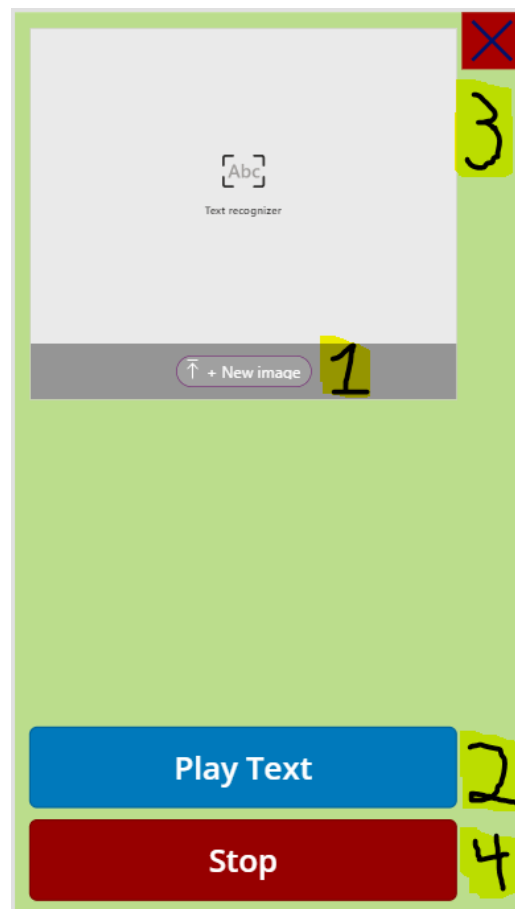 X
3
Abc
Text recognizer
+ New image 1
Play Text 2
Stop 4